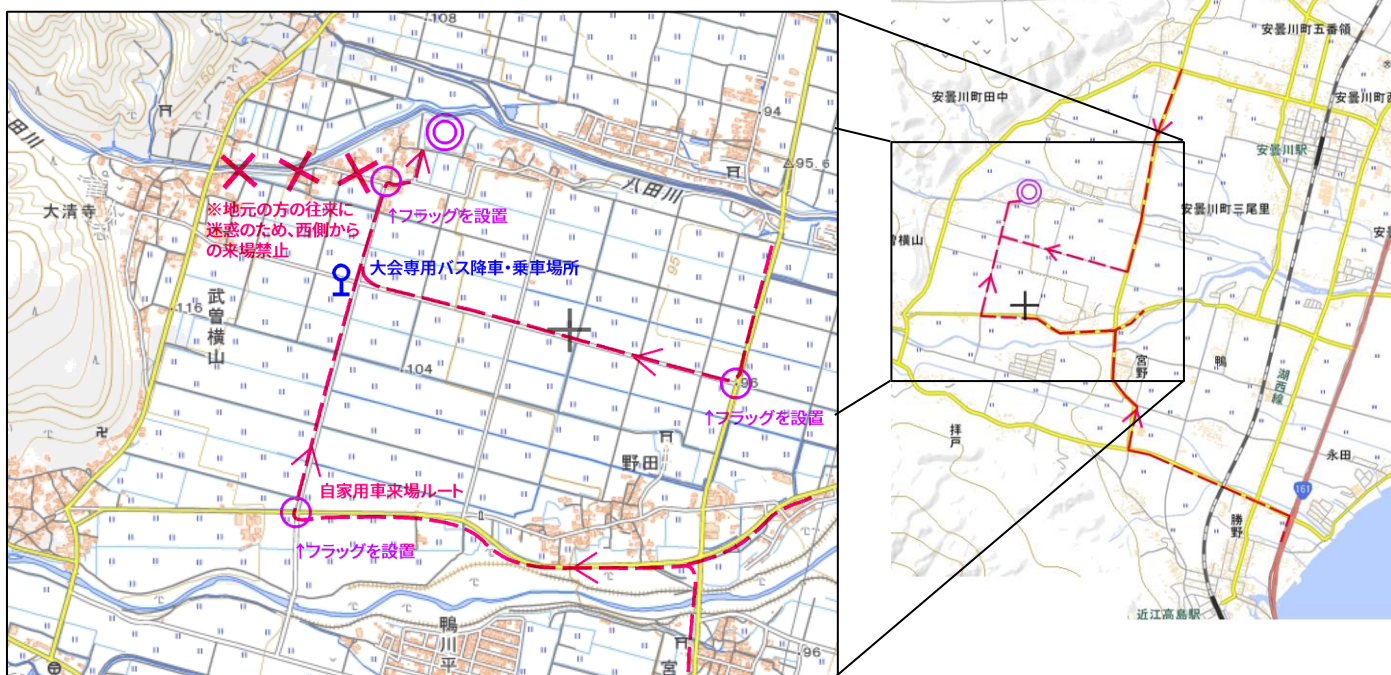 108
150
94
95.6
田川
八田川
大清寺
※地元の方の往来に
迷惑のため、西側から
の来場禁止
↑フラッグを設置
大会専用バス降車・乗車場所
95
116
武曽横山
104
96
↑フラッグを設置
野田
自家用車来場ルート
↑フラッグを設置
鴨川平
宮
96
安曇川町五番領
安曇川町田中
安曇川町西
安曇川駅
安曇川町三尾里
曽横山
安曇
宮野
鴨
湖西線
拝戸
永田
161
勝野
近江高島駅